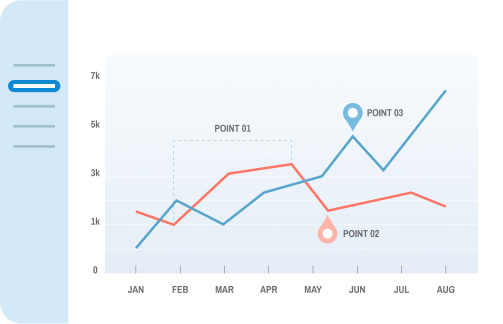 7k
POINT 03
5k
POINT 01
3k
1k
POINT 02
0
JAN FEB MAR APR MAY JUN JUL AUG